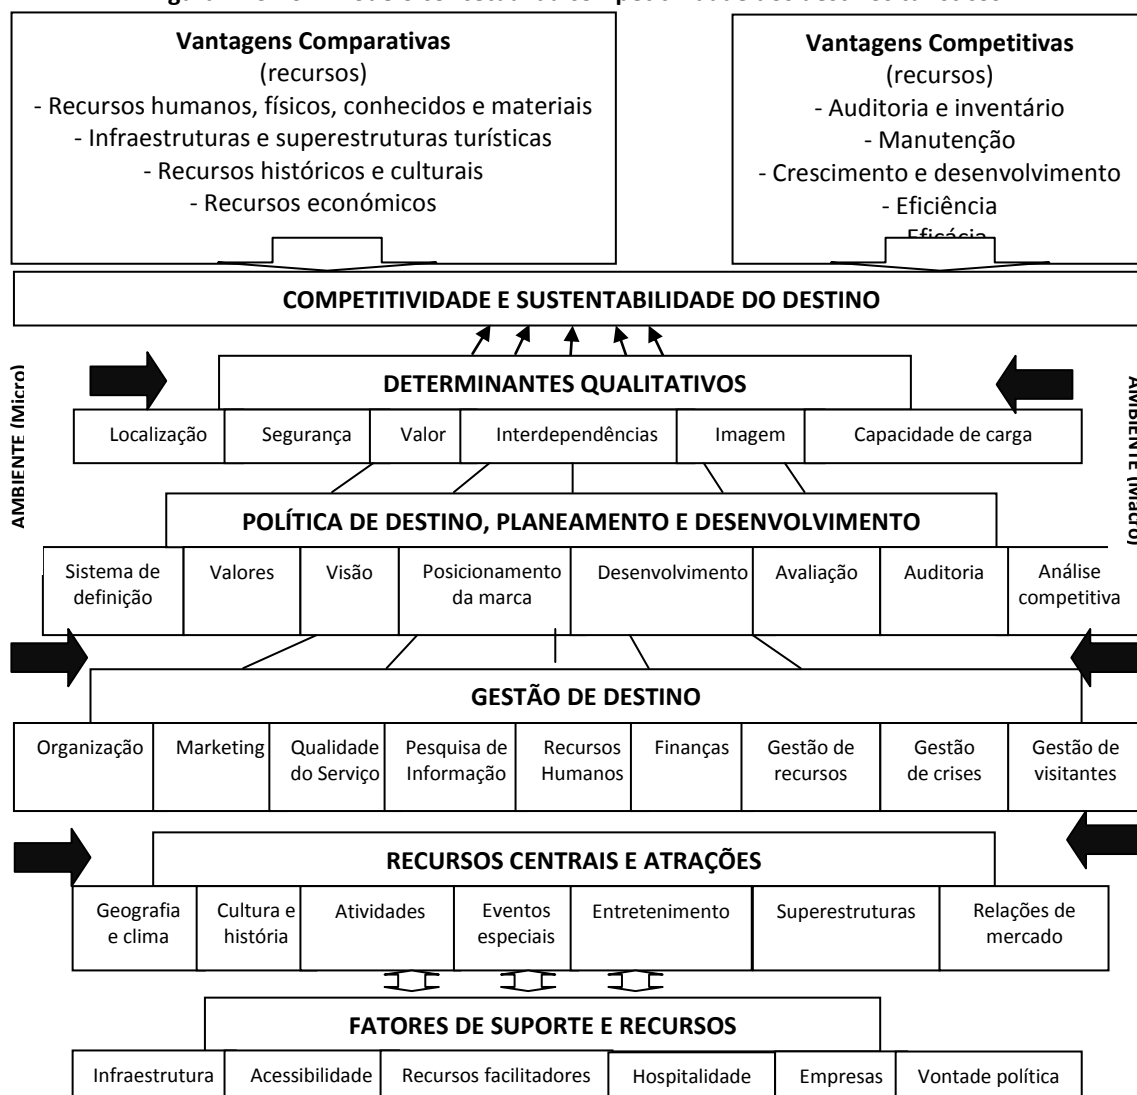 Vantagens Comparativas
(recursos)
- Recursos humanos, físicos, conhecidos e materiais
- Infraestruturas e superestruturas turísticas
- Recursos históricos e culturais
- Recursos económicos
Vantagens Competitivas
(recursos)
- Auditoria e inventário
- Manutenção
- Crescimento e desenvolvimento
- Eficiência
Eficácia
COMPETITIVIDADE E SUSTENTABILIDADE DO DESTINO
AMBIENTE (Micro)
AMBIENTE (Macro)
DETERMINANTES QUALITATIVOS
Localização Segurança Valor Interdependências Imagem Capacidade de carga
POLÍTICA DE DESTINO, PLANEAMENTO E DESENVOLVIMENTO
Sistema de
definição
Valores
Visão
Posicionamento
da marca
Desenvolvimento
Avaliação
Auditoria
Análise
competitiva
GESTÃO DE DESTINO
Organização
Marketing
Qualidade
do Serviço
Pesquisa de
Informação
Recursos
Humanos
Finanças
Gestão de
recursos
Gestão
de crises
Gestão de
visitantes
RECURSOS CENTRAIS E ATRAÇÕES
Geografia
e clima
Cultura e
história
Atividades
Eventos
especiais
Entretenimento
Superestruturas
Relações de
mercado
FATORES DE SUPORTE E RECURSOS
Infraestrutura Acessibilidade Recursos facilitadores Hospitalidade Empresas Vontade política